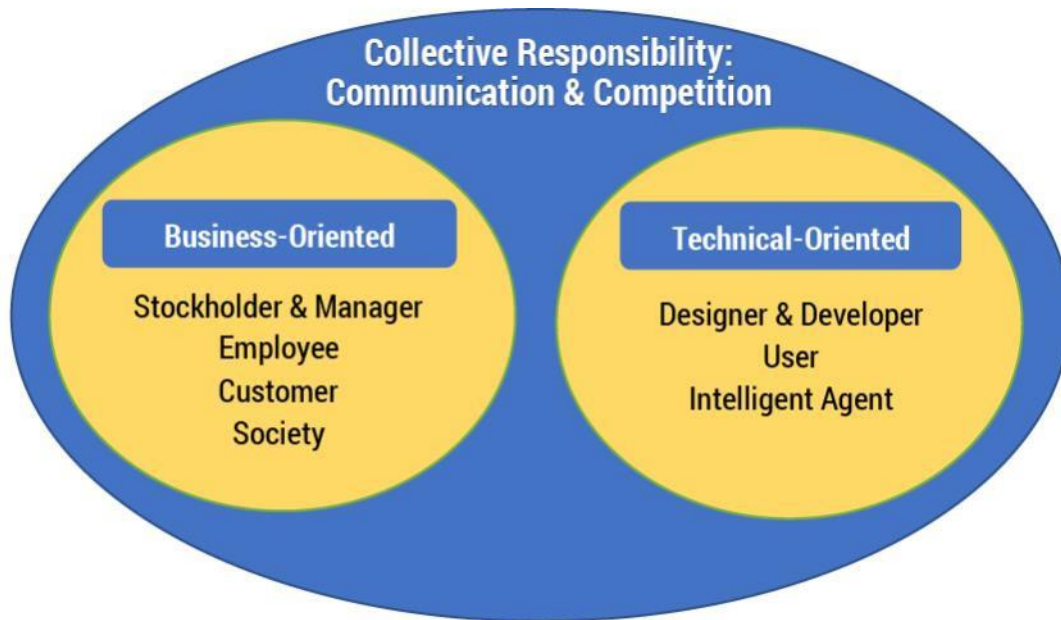 Collective Responsibility:
Communication & Competition
Business-Oriented
Stockholder & Manager
Employee
Customer
Society
Technical-Oriented
Designer & Developer
User
Intelligent Agent